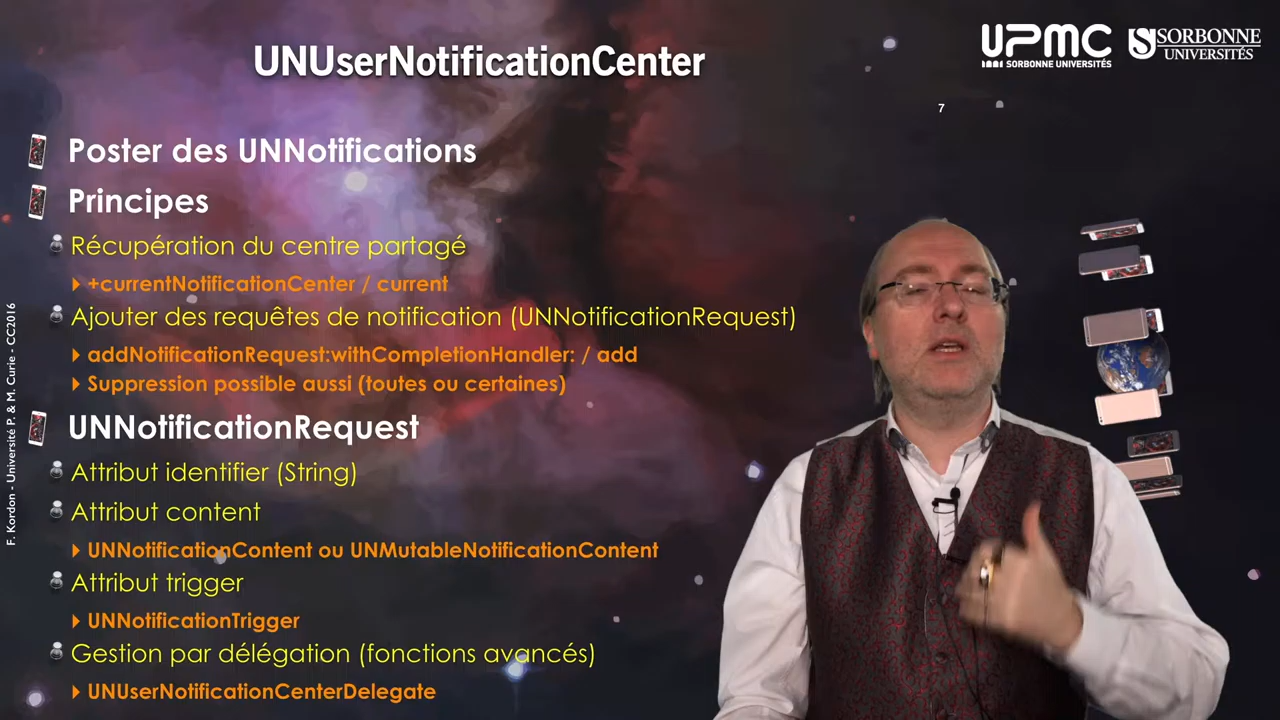 UNUserNotificationCenter
UPMC
SORBONNE UNIVERSITÉS
SORBONNE
UNIVERSITÉS
7
Poster des UNNotifications
Principes
Récupération du centre partagé
+currentNotificationCenter / current
Ajouter des requêtes de notification (UNNotificationRequest)
addNotificationRequest:withCompletionHandler: / add
Suppression possible aussi (toutes ou certaines)
UNNotificationRequest
Attribut identifier (String)
Attribut content
UNNotificationContent ou UNMutableNotificationContent
Attribut trigger
UNNotificationTrigger
Gestion par délégation (fonctions avancés)
UNUserNotificationCenterDelegate
F. Kordon - Université P. & M. Curie - CC2016